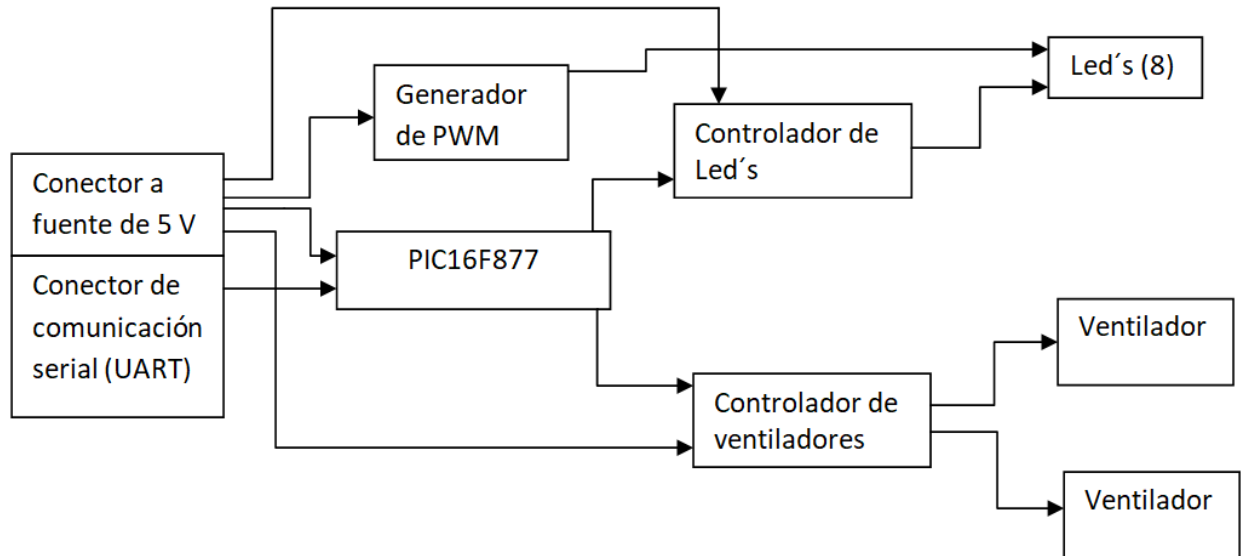 Generador
de PWM
Led´s (8)
Controlador de
Led´s
Conector a
fuente de 5 V
PIC16F877
Conector de
comunicación
serial (UART)
Ventilador
Controlador de
ventiladores
Ventilador